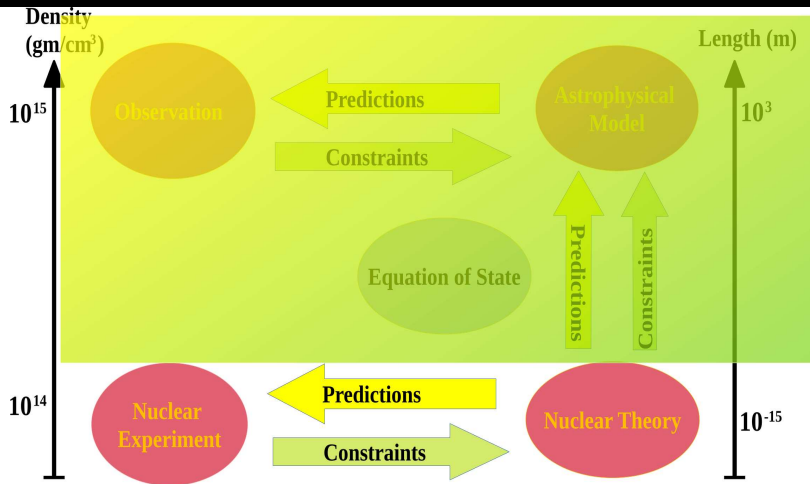 Density
(gm/cm³)
Length (m)
10¹⁵
Observation
Predictions
Astrophysical
Model
10³
Constraints
Equation of State
Predictions
Constraints
10¹⁴
Nuclear
Experiment
Predictions
Nuclear Theory
10⁻¹⁵
Constraints